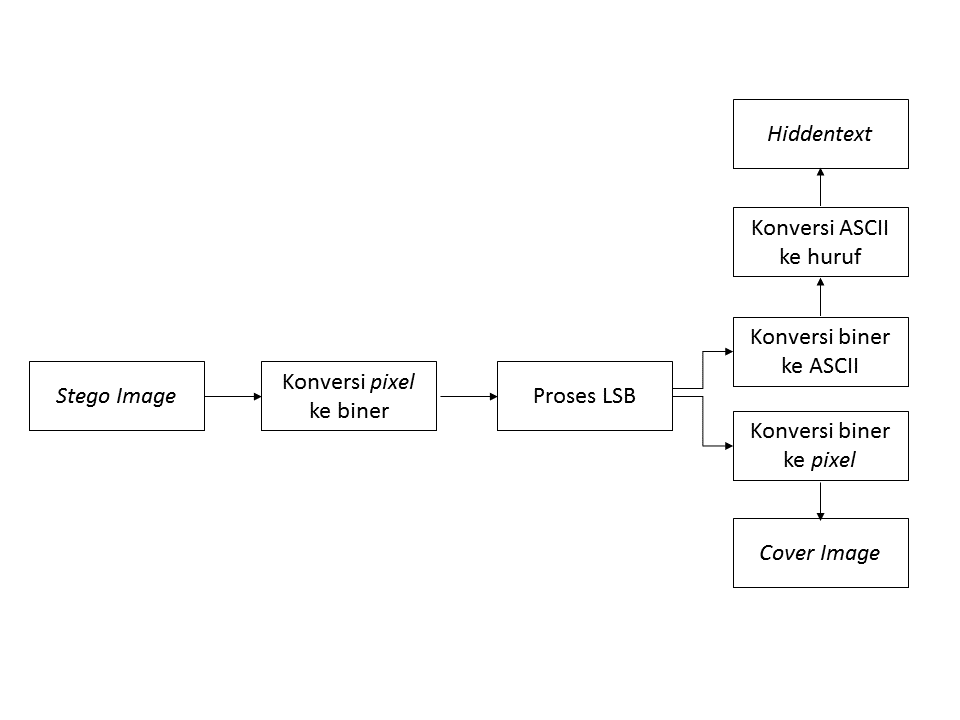 Stego Image
Konversi pixel
ke biner
Proses LSB
Hiddentext
Konversi ASCII
ke huruf
Konversi biner
ke ASCII
Konversi biner
ke pixel
Cover Image